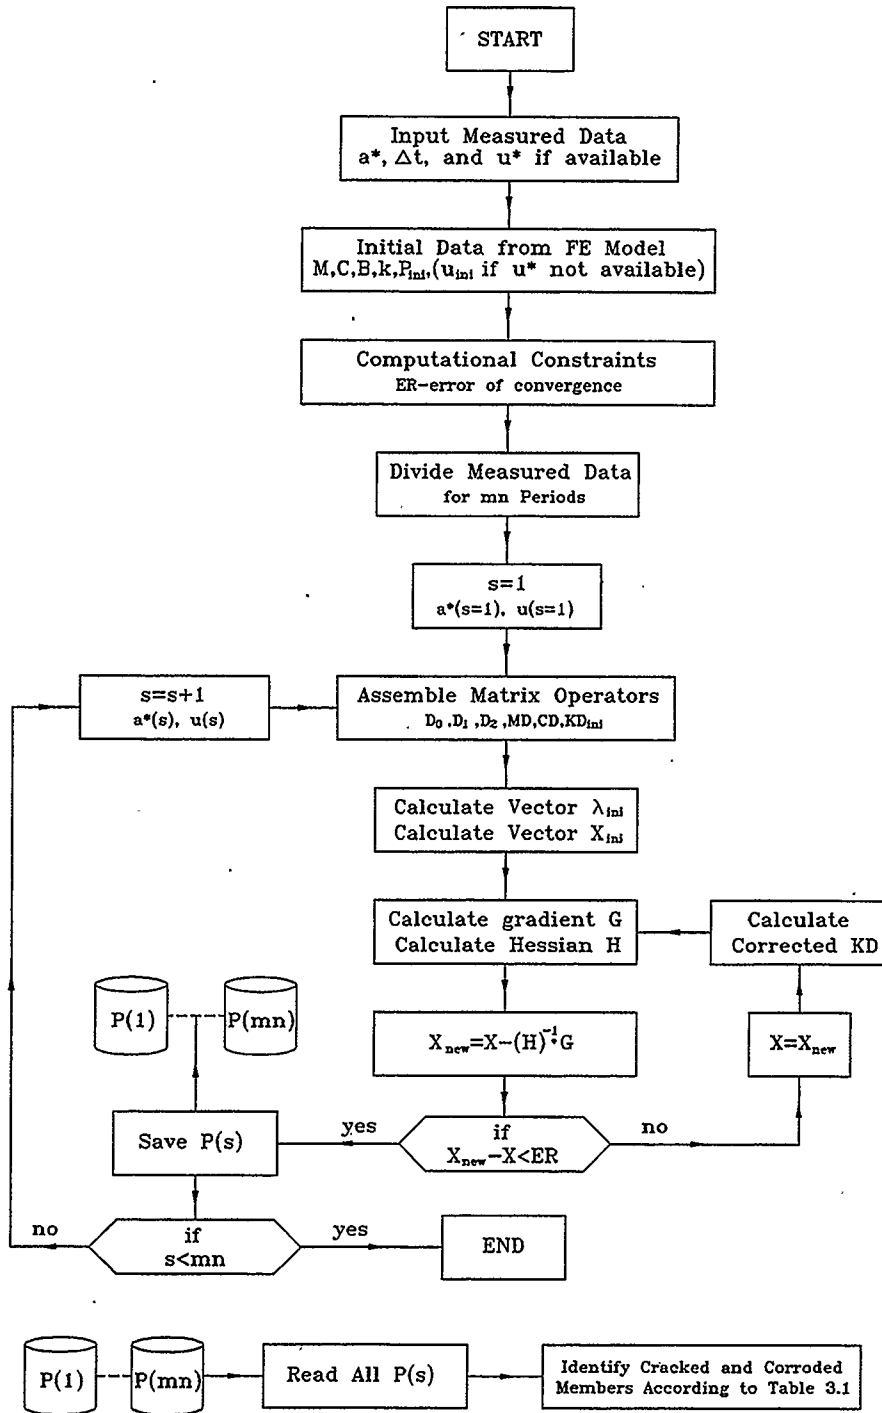 START
Input Measured Data
a*, Δt, and u* if available
Initial Data from FE Model
M,C,B,k,P_ini,(u_ini if u* not available)
Computational Constraints
ER-error of convergence
Divide Measured Data
for mn Periods
s=1
a*(s=1), u(s=1)
s=s+1
a*(s), u(s)
Assemble Matrix Operators
D_0,D_1,D_2,MD,CD,KD_ini
Calculate Vector λ_ini
Calculate Vector X_ini
Calculate gradient G
Calculate Hessian H
Calculate
Corrected KD
P(1)
P(mn)
X_new=X-(H)^-1*G
X=X_new
Save P(s)
yes
if
X_new-X<ER
no
no
if
s<mn
yes
END
P(1)
P(mn)
Read All P(s)
Identify Cracked and Corroded
Members According to Table 3.1